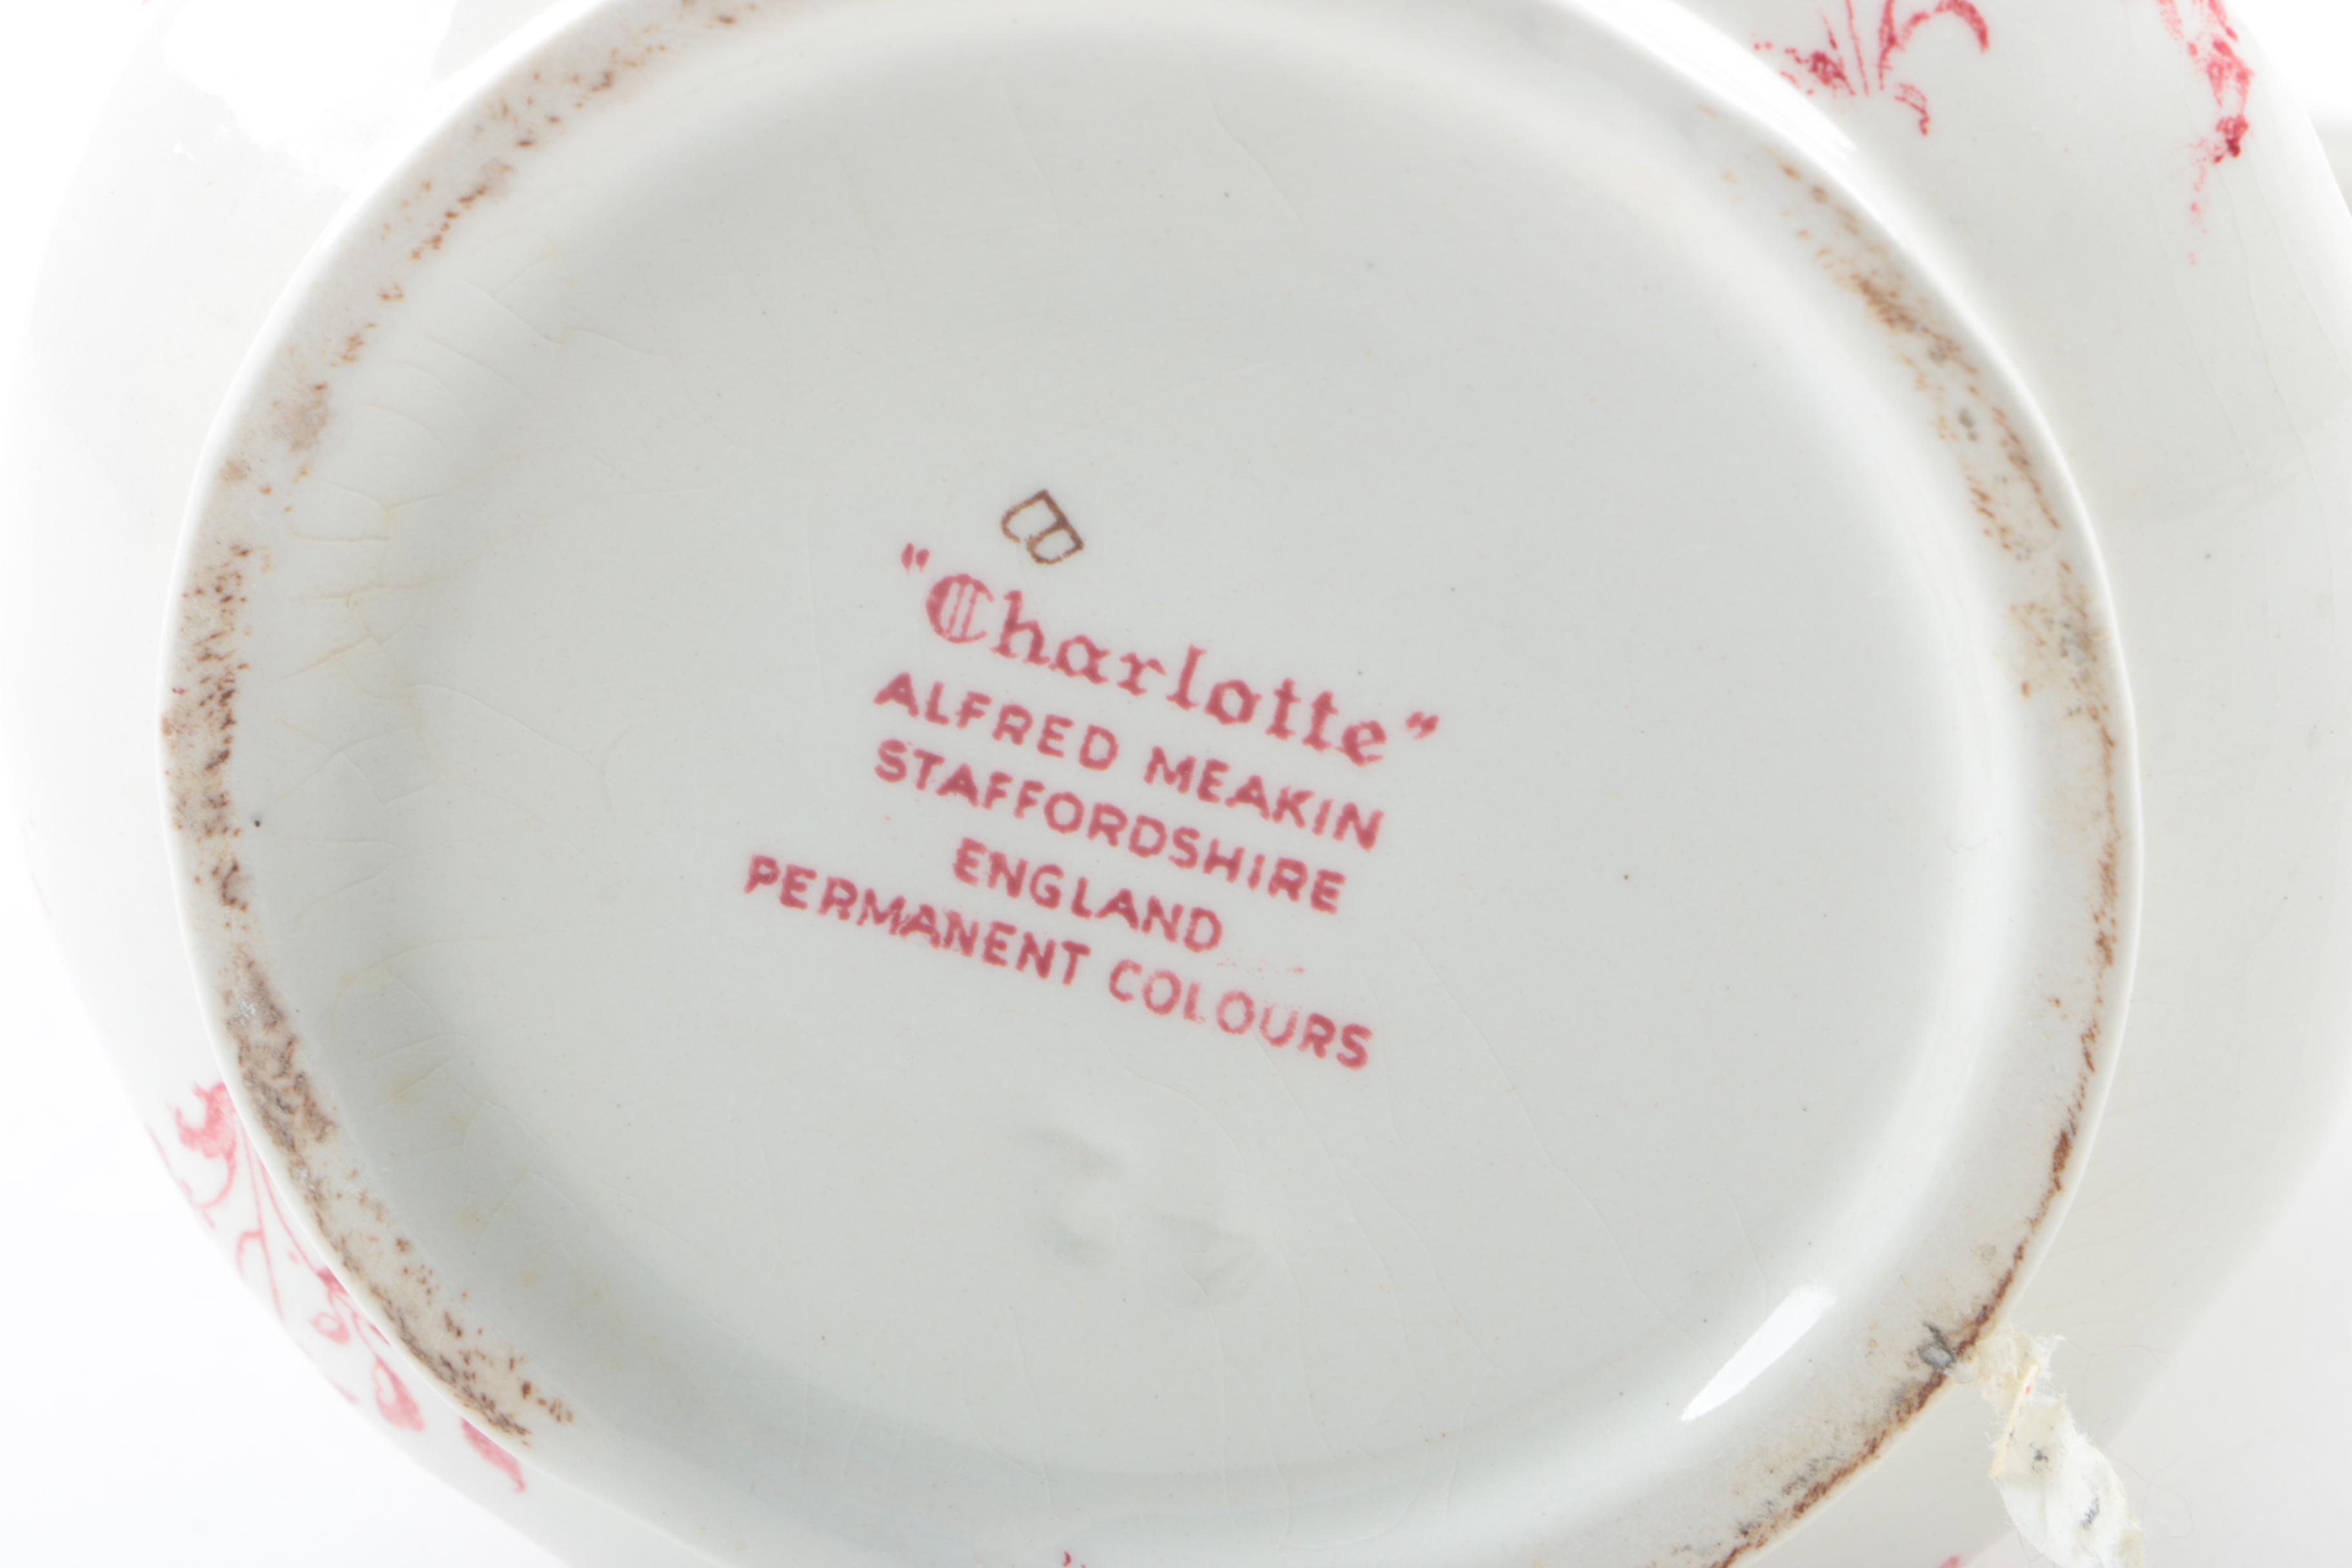 B
"Charlotte"
ALFRED MEAKIN
STAFFORDSHIRE
ENGLAND
PERMANENT COLOURS